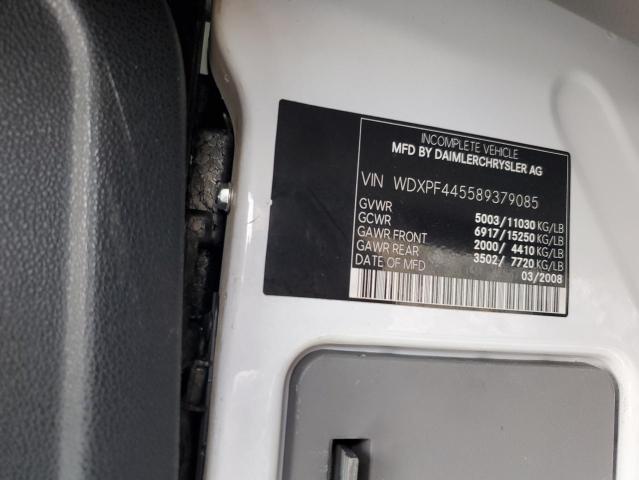 INCOMPLETE VEHICLE
MFD BY DAIMLERCHRYSLER AG
VIN WDXPF445589379085
GVWR 5003/11030 KG/LB
GCWR 6917/15250 KG/LB
GAWR FRONT 2000/ 4410 KG/LB
GAWR REAR 3502/ 7720 KG/LB
DATE OF MFD 03/2008